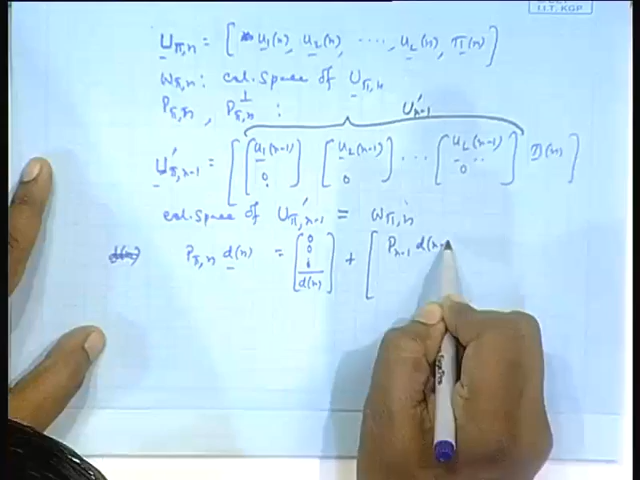 I.I.T. KGP
U_{π,n} = [ u_1(n), u_2(n), ....., u_L(n), π(n) ]
W_{π,n} : col. space of U_{π,n}
P_{π,n} , P^⊥_{π,n} : U'_{n-1}
U'_{π,n-1} = [ [ u_1(n-1) 0 ] [ u_2(n-1) 0 ] ... [ u_L(n-1) 0 ] π(n) ]
col. space of U'_{π,n-1} = W_{π,n}
P_{π,n} d(n) = [ 0 0 d(n) ] + [ P_{n-1} d(n-